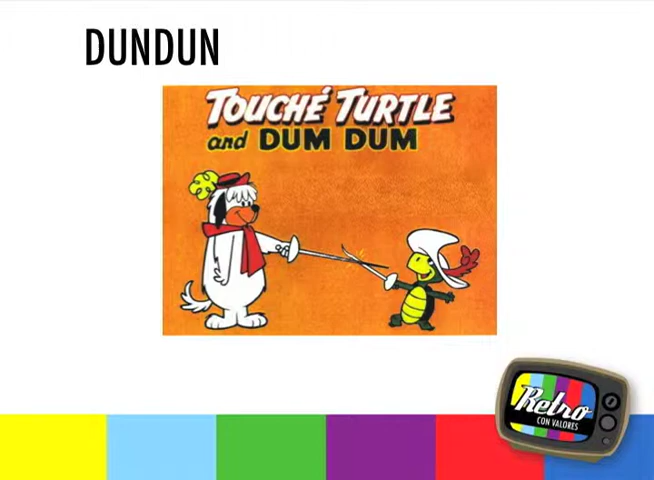 DUNDUN
TOUCHÉ TURTLE
and DUM DUM
Retro
CON VALORES